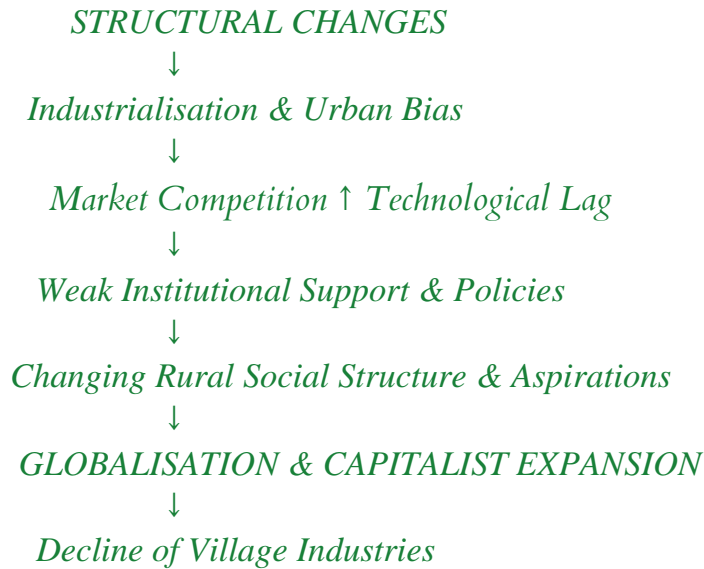 STRUCTURAL CHANGES
↓
Industrialisation & Urban Bias
↓
Market Competition ↑ Technological Lag
↓
Weak Institutional Support & Policies
↓
Changing Rural Social Structure & Aspirations
↓
GLOBALISATION & CAPITALIST EXPANSION
↓
Decline of Village Industries